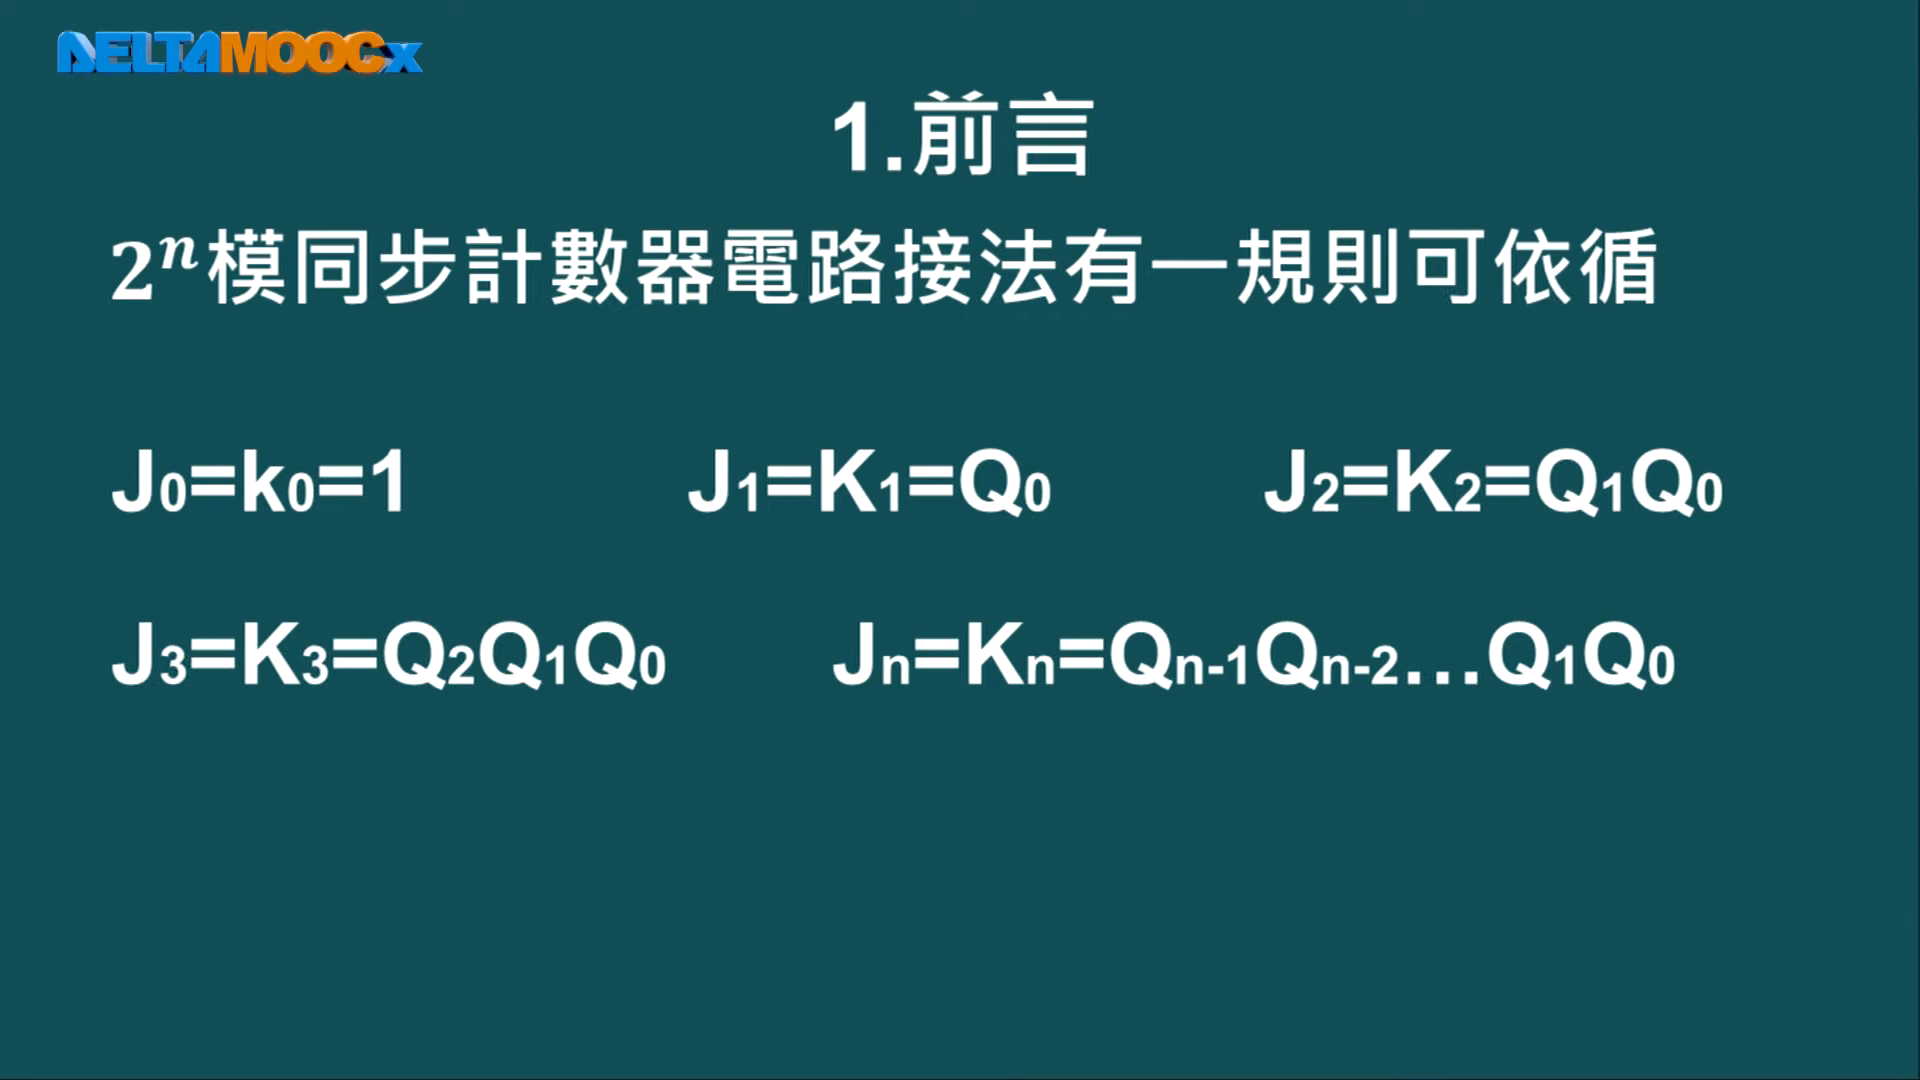 DELTAMOOCx
1.前言
2ⁿ模同步計數器電路接法有一規則可依循
J₀=k₀=1 J₁=K₁=Q₀ J₂=K₂=Q₁Q₀
J₃=K₃=Q₂Q₁Q₀ Jn=Kn=Qn-1Qn-2…Q₁Q₀